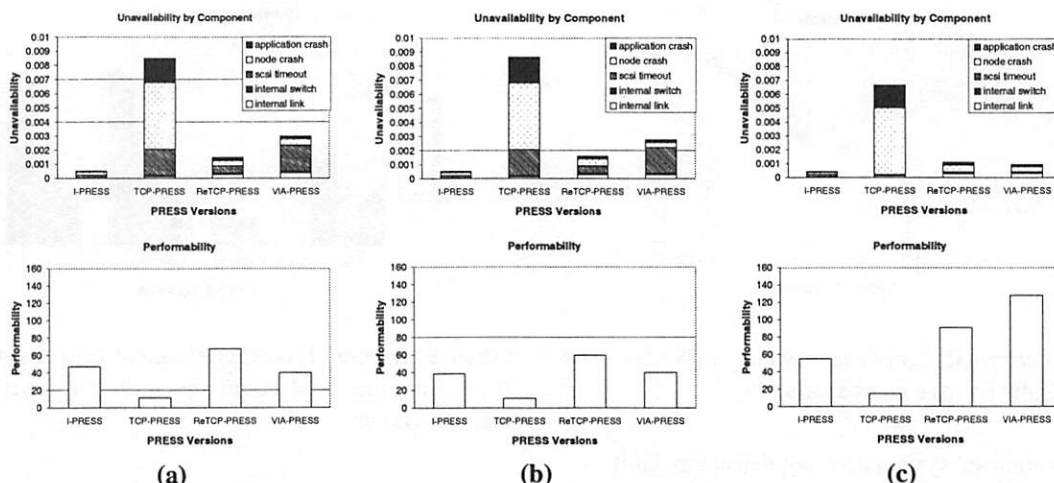 Unavailability by Component
0.01
0.009
0.008
0.007
0.006
0.005
0.004
0.003
0.002
0.001
0
Unavailability
application crash
node crash
scsi timeout
internal switch
internal link
I-PRESS TCP-PRESS ReTCP-PRESS VIA-PRESS
PRESS Versions
Performability
160
140
120
100
80
60
40
20
0
Performability
I-PRESS TCP-PRESS ReTCP-PRESS VIA-PRESS
PRESS Versions
(a)
Unavailability by Component
0.01
0.009
0.008
0.007
0.006
0.005
0.004
0.003
0.002
0.001
0
Unavailability
application crash
node crash
scsi timeout
internal switch
internal link
I-PRESS TCP-PRESS ReTCP-PRESS VIA-PRESS
PRESS Versions
Performability
160
140
120
100
80
60
40
20
0
Performability
I-PRESS TCP-PRESS ReTCP-PRESS VIA-PRESS
PRESS Versions
(b)
Unavailability by Component
0.01
0.009
0.008
0.007
0.006
0.005
0.004
0.003
0.002
0.001
0
Unavailability
application crash
node crash
scsi timeout
internal switch
internal link
I-PRESS TCP-PRESS ReTCP-PRESS VIA-PRESS
PRESS Versions
Performability
160
140
120
100
80
60
40
20
0
Performability
I-PRESS TCP-PRESS ReTCP-PRESS VIA-PRESS
PRESS Versions
(c)